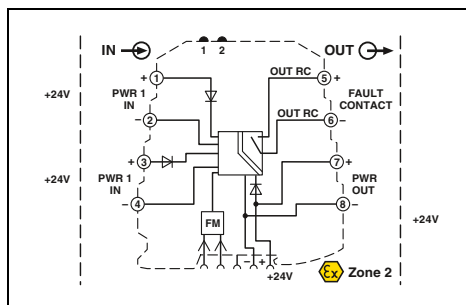 IN
OUT
1 2
+ 1
OUT RC
5 +
PWR 1
IN
FAULT
CONTACT
+24V
OUT RC
− 2
6 −
+ 3
7 +
+24V
PWR 1
IN
PWR
OUT
− 4
8 −
FM
+24V
− +
+24V
Ex Zone 2